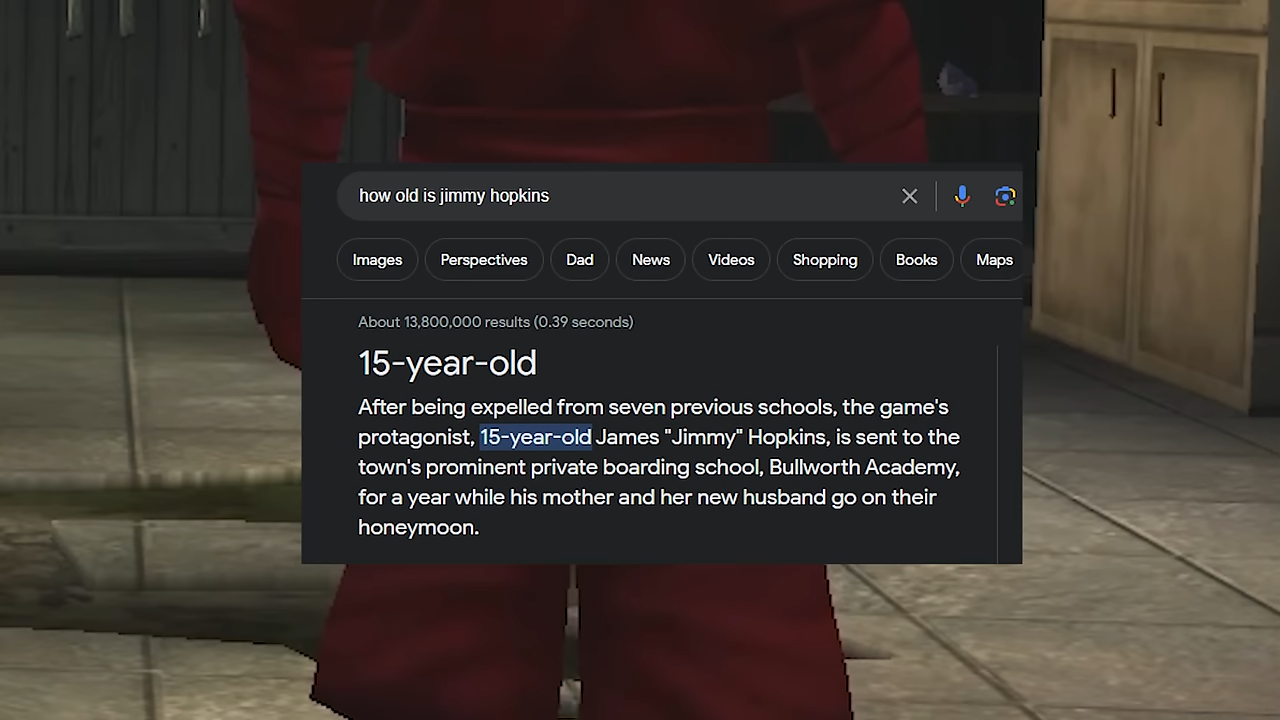 how old is jimmy hopkins
Images Perspectives Dad News Videos Shopping Books Maps
About 13,800,000 results (0.39 seconds)
15-year-old
After being expelled from seven previous schools, the game's
protagonist, 15-year-old James "Jimmy" Hopkins, is sent to the
town's prominent private boarding school, Bullworth Academy,
for a year while his mother and her new husband go on their
honeymoon.